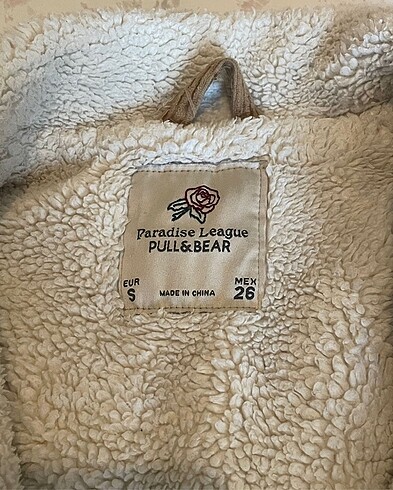 Paradise League
PULL&BEAR
EUR
S
MADE IN CHINA
MEX
26